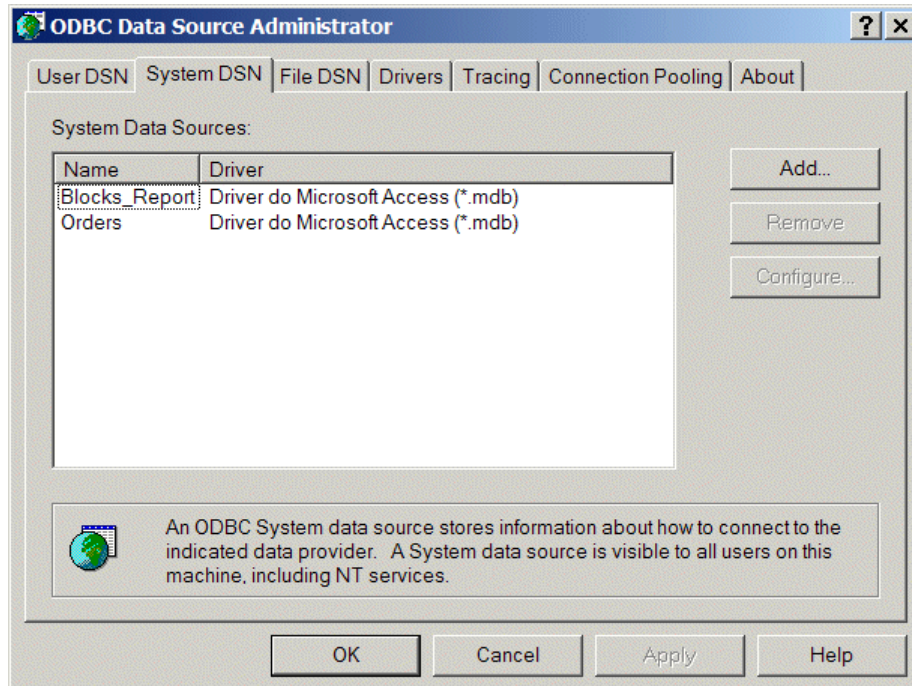 ODBC Data Source Administrator
User DSN System DSN File DSN Drivers Tracing Connection Pooling About
System Data Sources:
Name Driver
Blocks_Report Driver do Microsoft Access (*.mdb)
Orders Driver do Microsoft Access (*.mdb)
Add...
Remove
Configure...
An ODBC System data source stores information about how to connect to the
indicated data provider. A System data source is visible to all users on this
machine, including NT services.
OK Cancel Apply Help